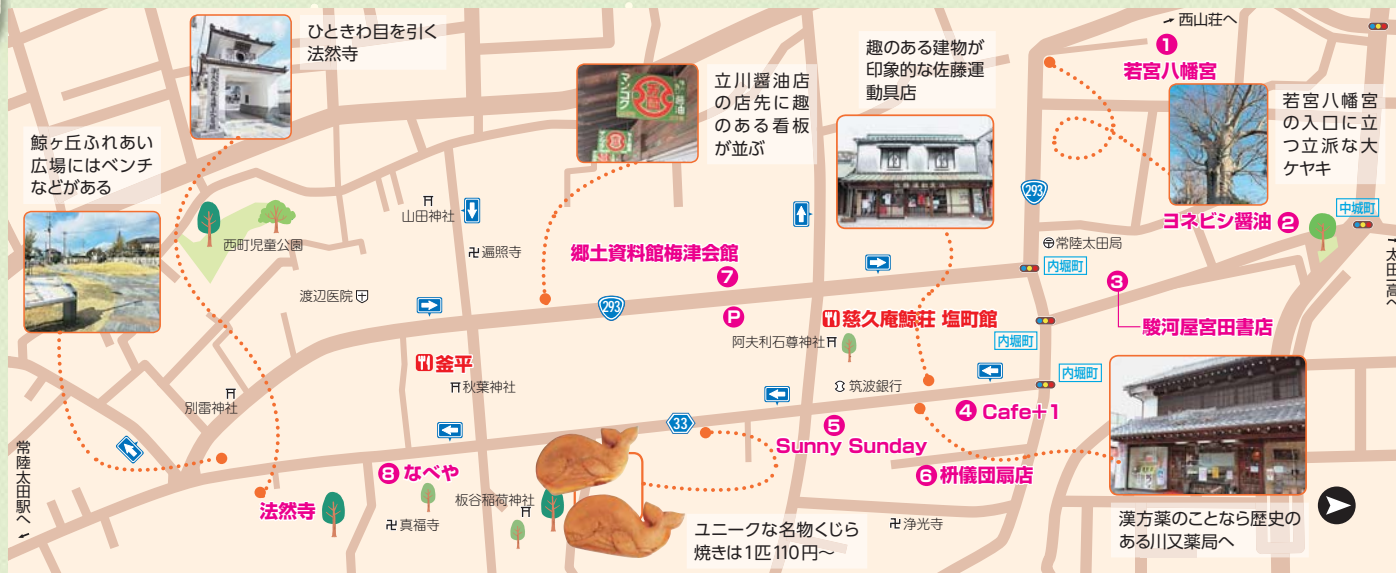 ひときわ目を引く
法然寺
鯨ヶ丘ふれあい
広場にはベンチ
などがある
立川醤油店
の店先に趣
のある看板
が並ぶ
マンゴク
趣のある建物が
印象的な佐藤運
動具店
西山荘へ
1
若宮八幡宮
若宮八幡宮
の入口に立
つ立派な大
ケヤキ
293
ヨネビシ醤油 2
中城町
太田一高へ
山田神社
遍照寺
西町児童公園
渡辺医院
郷土資料館梅津会館
7
293
P
常陸太田局
内堀町
3
駿河屋宮田書店
慈久庵鯨荘 塩町館
阿夫利石尊神社
内堀町
釜平
秋葉神社
筑波銀行
内堀町
別雷神社
33
5
Sunny Sunday
4 Cafe+1
6 枡儀団扇店
常陸太田駅へ
8 なべや
法然寺
真福寺
板谷稲荷神社
浄光寺
ユニークな名物くじら
焼きは1匹110円〜
漢方薬のことなら歴史の
ある川又薬局へ